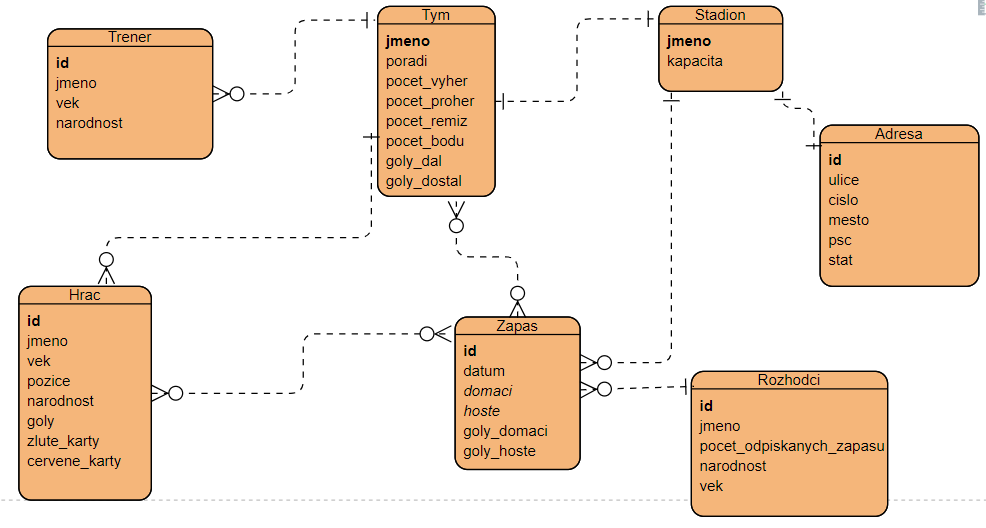 Trener
id
jmeno
vek
narodnost
Tym
jmeno
poradi
pocet_vyher
pocet_proher
pocet_remiz
pocet_bodu
goly_dal
goly_dostal
Stadion
jmeno
kapacita
Adresa
id
ulice
cislo
mesto
psc
stat
Hrac
id
jmeno
vek
pozice
narodnost
goly
zlute_karty
cervene_karty
Zapas
id
datum
domaci
hoste
goly_domaci
goly_hoste
Rozhodci
id
jmeno
pocet_odpiskanych_zapasu
narodnost
vek